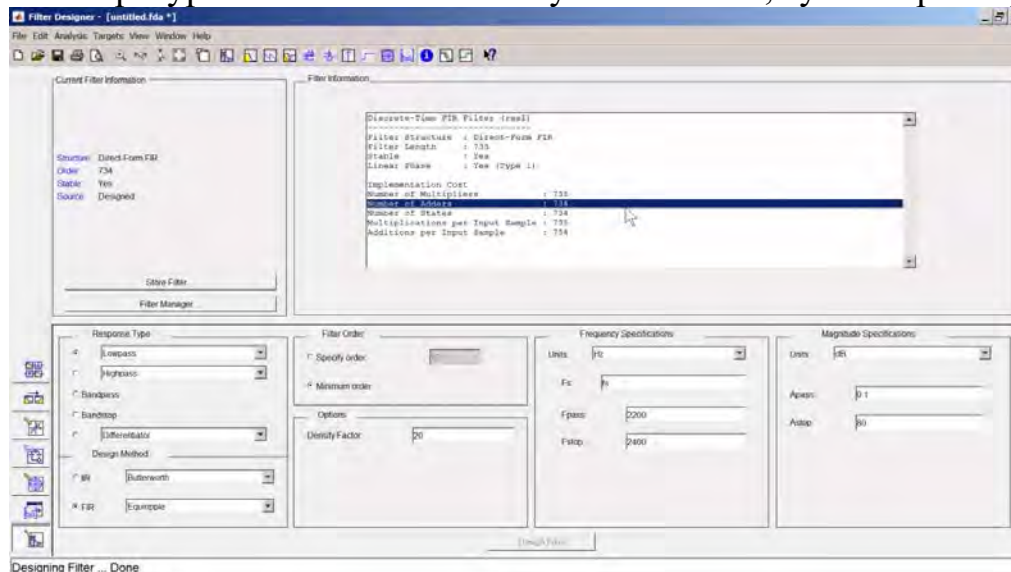 Filter Designer - [untitled.fda *]
File Edit Analysis Targets View Window Help
Current Filter Information
Structure: Direct-Form FIR
Order: 734
Stable: Yes
Source: Designed
Store Filter
Filter Manager
Filter Information
Discrete-Time FIR Filter (real)
Filter Structure : Direct-Form FIR
Filter Length : 735
Stable : Yes
Linear Phase : Yes (Type 1)
Implementation Cost
Number of Multipliers : 735
Number of Adders : 734
Number of States : 734
Multiplications per Input Sample : 735
Additions per Input Sample : 734
Response Type
Lowpass
Highpass
Bandpass
Bandstop
Differentiator
Design Method
IIR Butterworth
FIR Equiripple
Filter Order
Specify order:
Minimum order
Options
Density Factor: 20
Frequency Specifications
Units: Hz
Fs: fs
Fpass: 2200
Fstop: 2400
Magnitude Specifications
Units: dB
Apass: 0.1
Astop: 80
Design Filter
Designing Filter ... Done